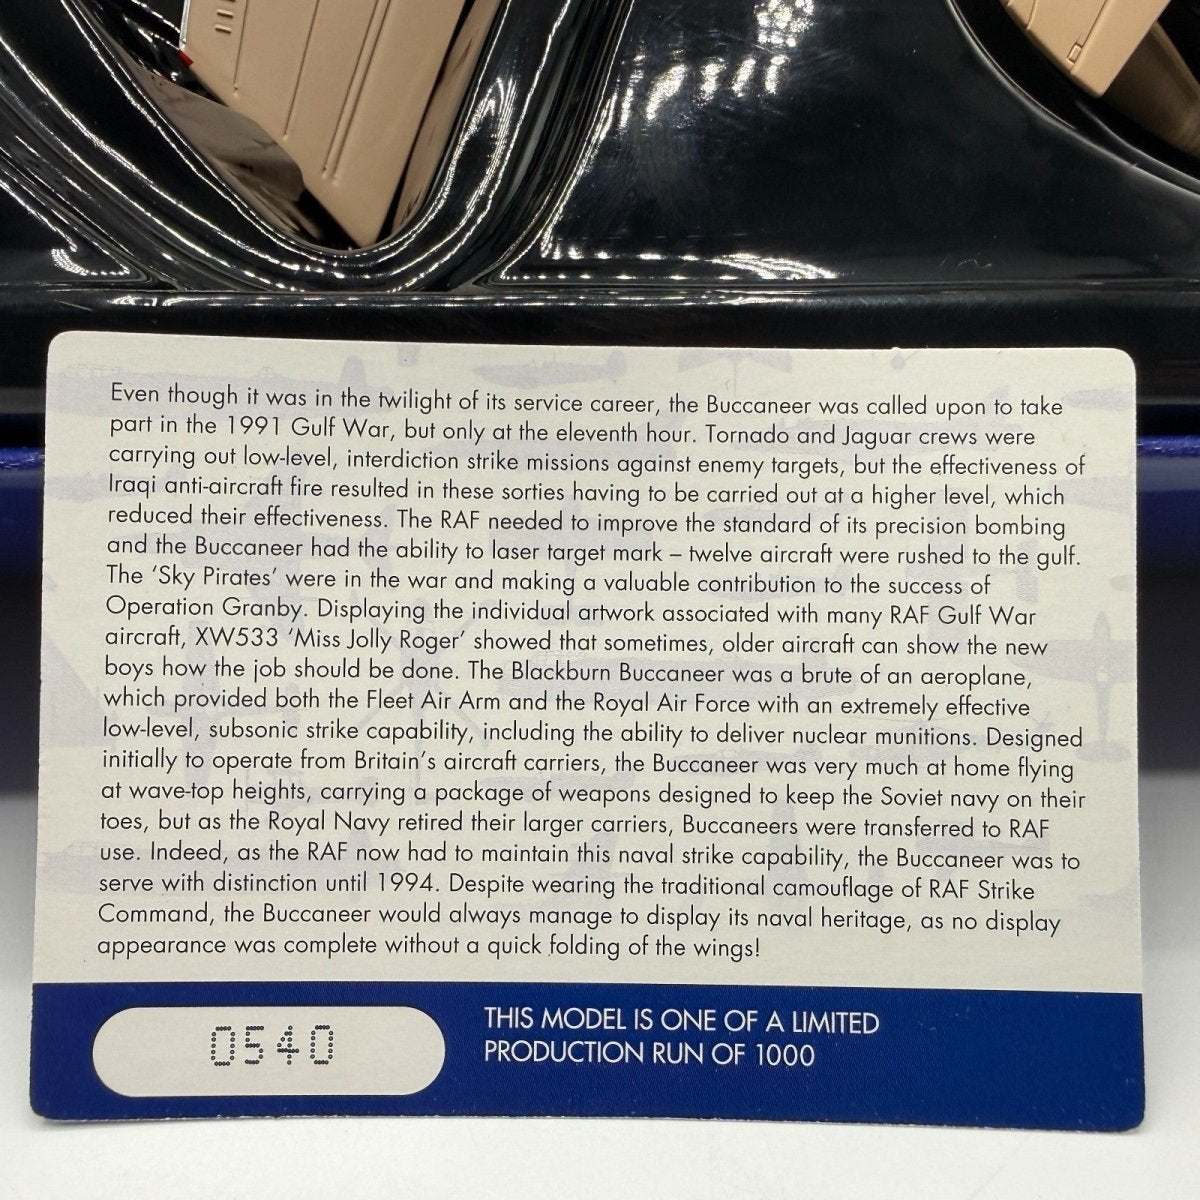 Even though it was in the twilight of its service career, the Buccaneer was called upon to take
part in the 1991 Gulf War, but only at the eleventh hour. Tornado and Jaguar crews were
carrying out low-level, interdiction strike missions against enemy targets, but the effectiveness of
Iraqi anti-aircraft fire resulted in these sorties having to be carried out at a higher level, which
reduced their effectiveness. The RAF needed to improve the standard of its precision bombing
and the Buccaneer had the ability to laser target mark – twelve aircraft were rushed to the gulf.
The ‘Sky Pirates’ were in the war and making a valuable contribution to the success of
Operation Granby. Displaying the individual artwork associated with many RAF Gulf War
aircraft, XW533 ‘Miss Jolly Roger’ showed that sometimes, older aircraft can show the new
boys how the job should be done. The Blackburn Buccaneer was a brute of an aeroplane,
which provided both the Fleet Air Arm and the Royal Air Force with an extremely effective
low-level, subsonic strike capability, including the ability to deliver nuclear munitions. Designed
initially to operate from Britain’s aircraft carriers, the Buccaneer was very much at home flying
at wave-top heights, carrying a package of weapons designed to keep the Soviet navy on their
toes, but as the Royal Navy retired their larger carriers, Buccaneers were transferred to RAF
use. Indeed, as the RAF now had to maintain this naval strike capability, the Buccaneer was to
serve with distinction until 1994. Despite wearing the traditional camouflage of RAF Strike
Command, the Buccaneer would always manage to display its naval heritage, as no display
appearance was complete without a quick folding of the wings!
0540
THIS MODEL IS ONE OF A LIMITED
PRODUCTION RUN OF 1000